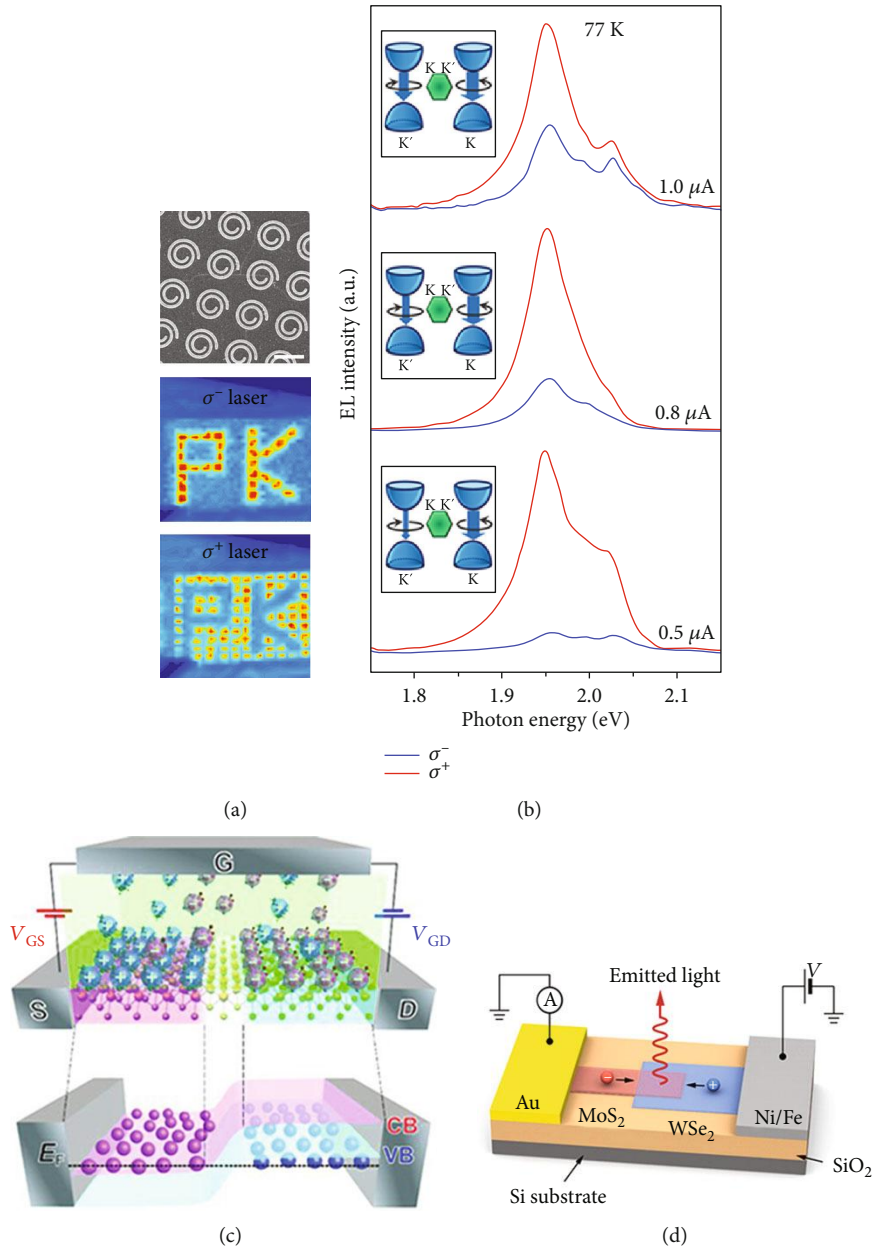 σ⁻ laser
PK
σ⁺ laser
(a)
77 K
K K′
K′ K
1.0 μA
K K′
K′ K
0.8 μA
K K′
K′ K
0.5 μA
EL intensity (a.u.)
1.8 1.9 2.0 2.1
Photon energy (eV)
σ⁻
σ⁺
(b)
G
V_GS
V_GD
S
D
CB
E_F
VB
(c)
Emitted light
A
V
− +
Au
MoS₂
WSe₂
Ni/Fe
SiO₂
Si substrate
(d)